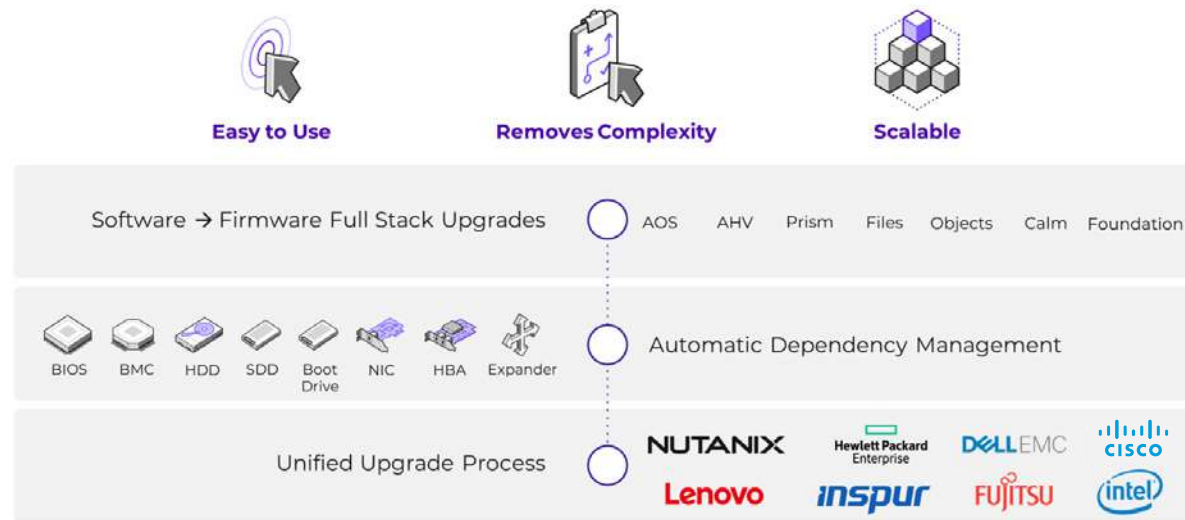 Easy to Use
Removes Complexity
Scalable
Software → Firmware Full Stack Upgrades
AOS AHV Prism Files Objects Calm Foundation
BIOS BMC HDD SDD Boot Drive NIC HBA Expander
Automatic Dependency Management
Unified Upgrade Process
NUTANIX
Hewlett Packard
Enterprise
DELLEMC
CISCO
Lenovo
inspur
FUJITSU
intel